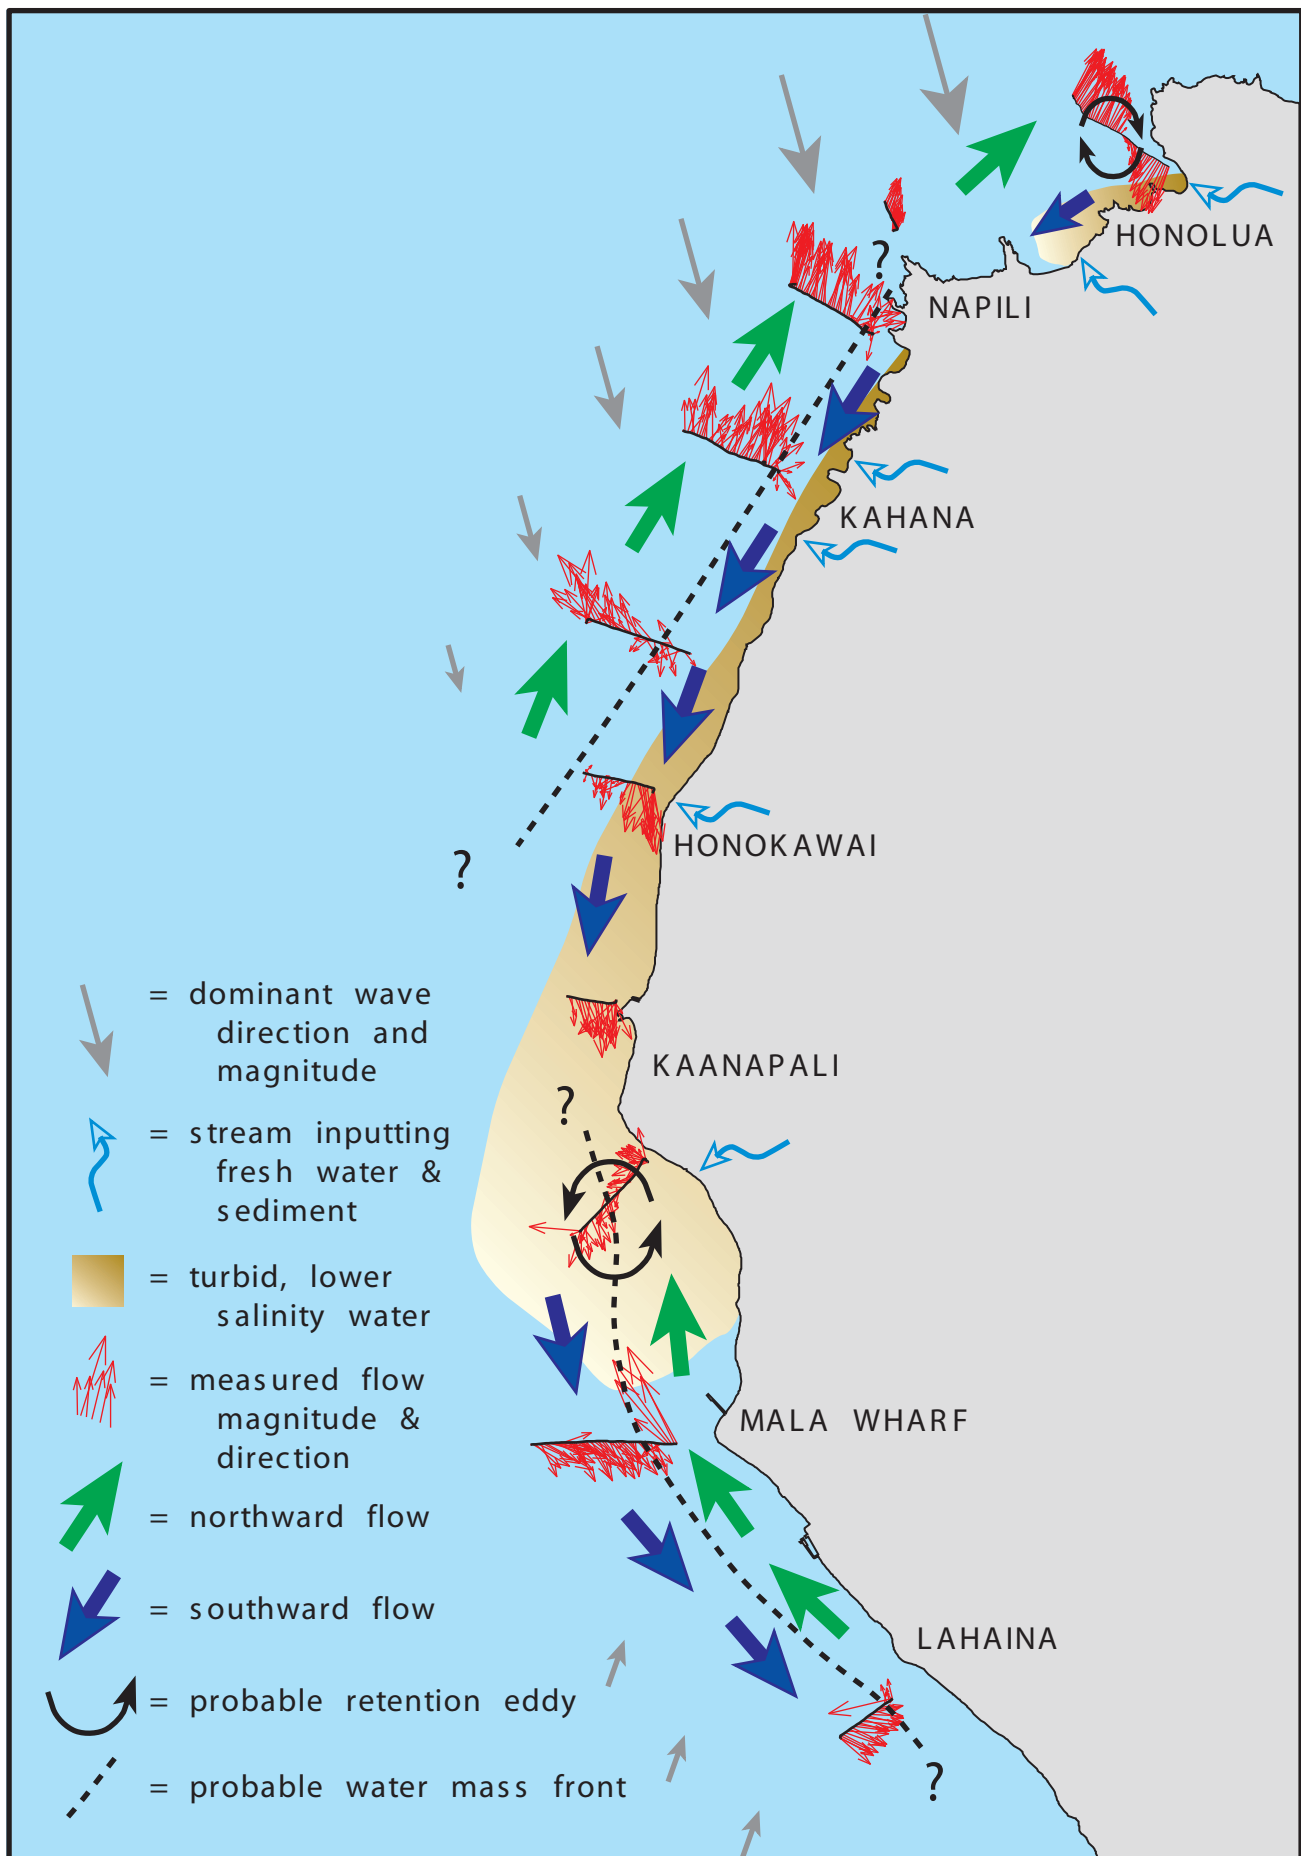 ?
HONOLUA
NAPILI
KAHANA
HONOKAWAI
?
KAANAPALI
?
MALA WHARF
LAHAINA
?
= dominant wave
direction and
magnitude
= stream inputting
fresh water &
sediment
= turbid, lower
salinity water
= measured flow
magnitude &
direction
= northward flow
= southward flow
= probable retention eddy
= probable water mass front